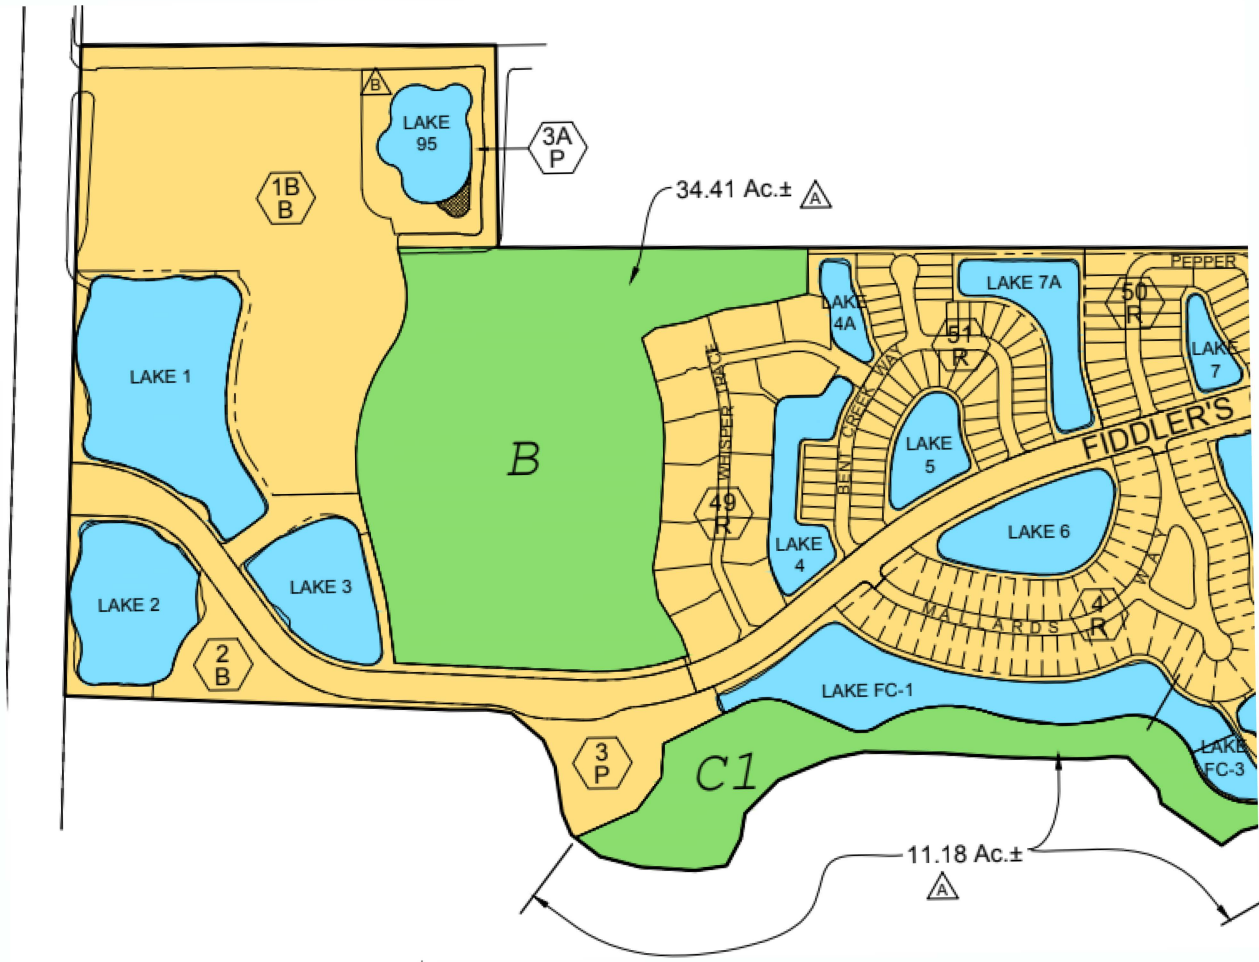 B
LAKE
95
3A
P
1B
B
34.41 Ac.± A
PEPPER
LAKE 7A
50
R
LAKE
4A
51
R
LAKE
7
LAKE 1
WHISPER TRACE
BENT CREEK WAY
FIDDLER'S
B
LAKE
5
49
R
LAKE 6
LAKE
4
LAKE 3
LAKE 2
MALLARDS WAY
4
R
2
B
LAKE FC-1
3
P
C1
LAKE
FC-3
11.18 Ac.±
A